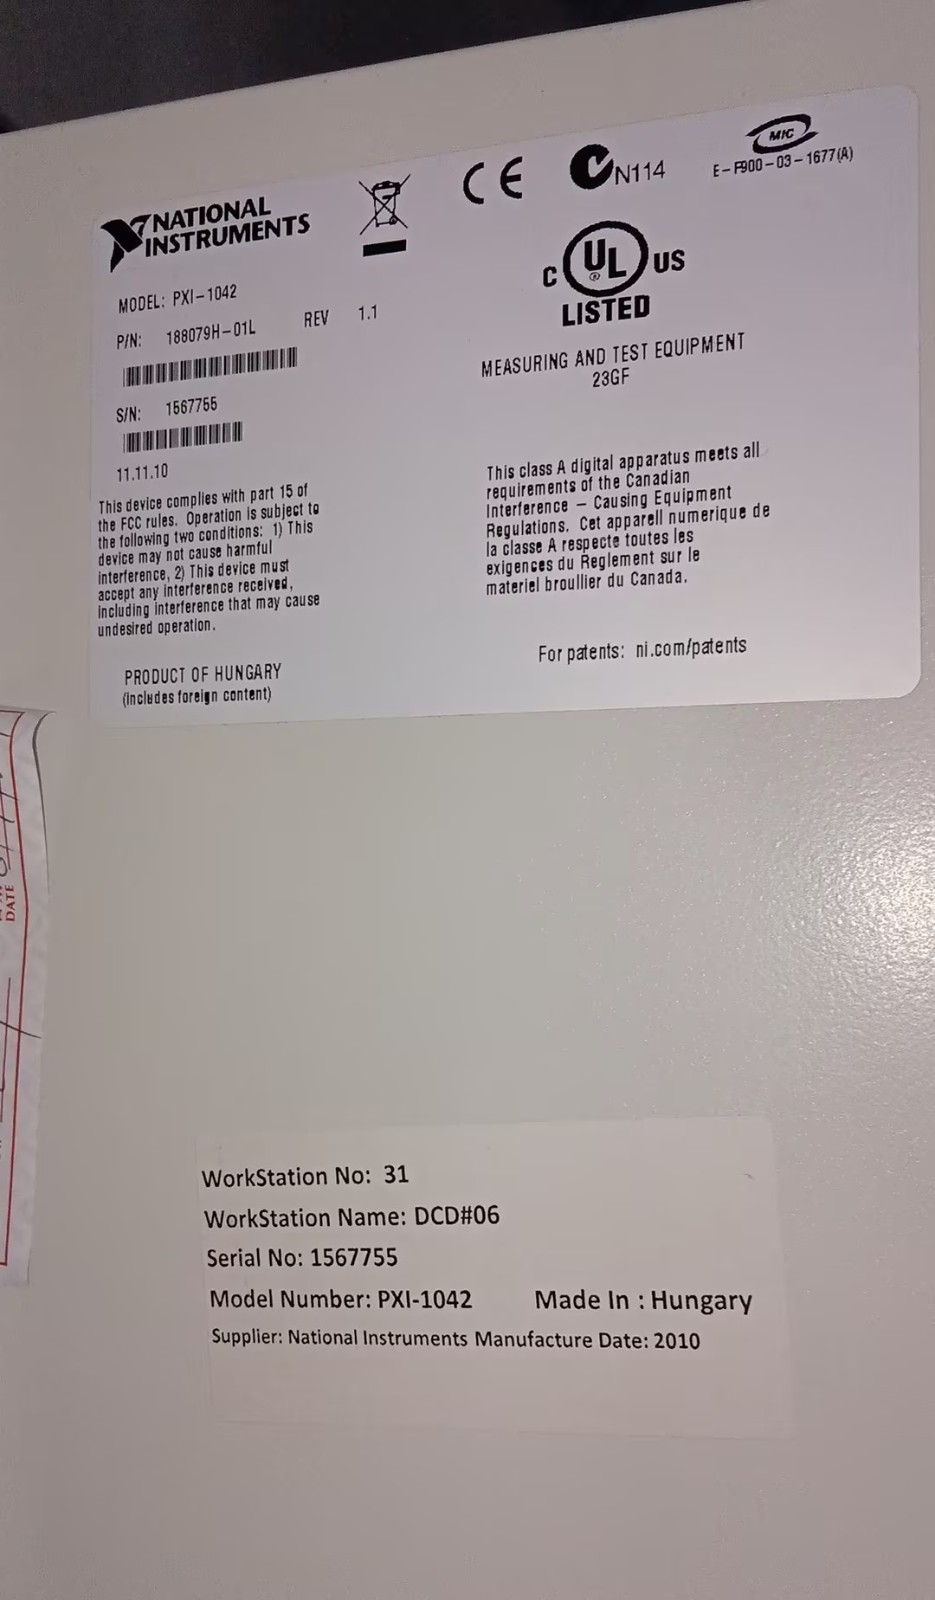 NATIONAL
INSTRUMENTS
CE
N114
MIC
E-F900-03-1677(A)
MODEL: PXI-1042
P/N: 188079H-01L REV 1.1
S/N: 1567755
11.11.10
This device complies with part 15 of
the FCC rules. Operation is subject to
the following two conditions: 1) This
device may not cause harmful
interference, 2) This device must
accept any interference received,
including interference that may cause
undesired operation.
PRODUCT OF HUNGARY
(includes foreign content)
C UL ® US
LISTED
MEASURING AND TEST EQUIPMENT
23GF
This class A digital apparatus meets all
requirements of the Canadian
Interference – Causing Equipment
Regulations. Cet apparell numerique de
la classe A respecte toutes les
exigences du Reglement sur le
materiel broullier du Canada.
For patents: ni.com/patents
DATE
WorkStation No: 31
WorkStation Name: DCD#06
Serial No: 1567755
Model Number: PXI-1042 Made In : Hungary
Supplier: National Instruments Manufacture Date: 2010